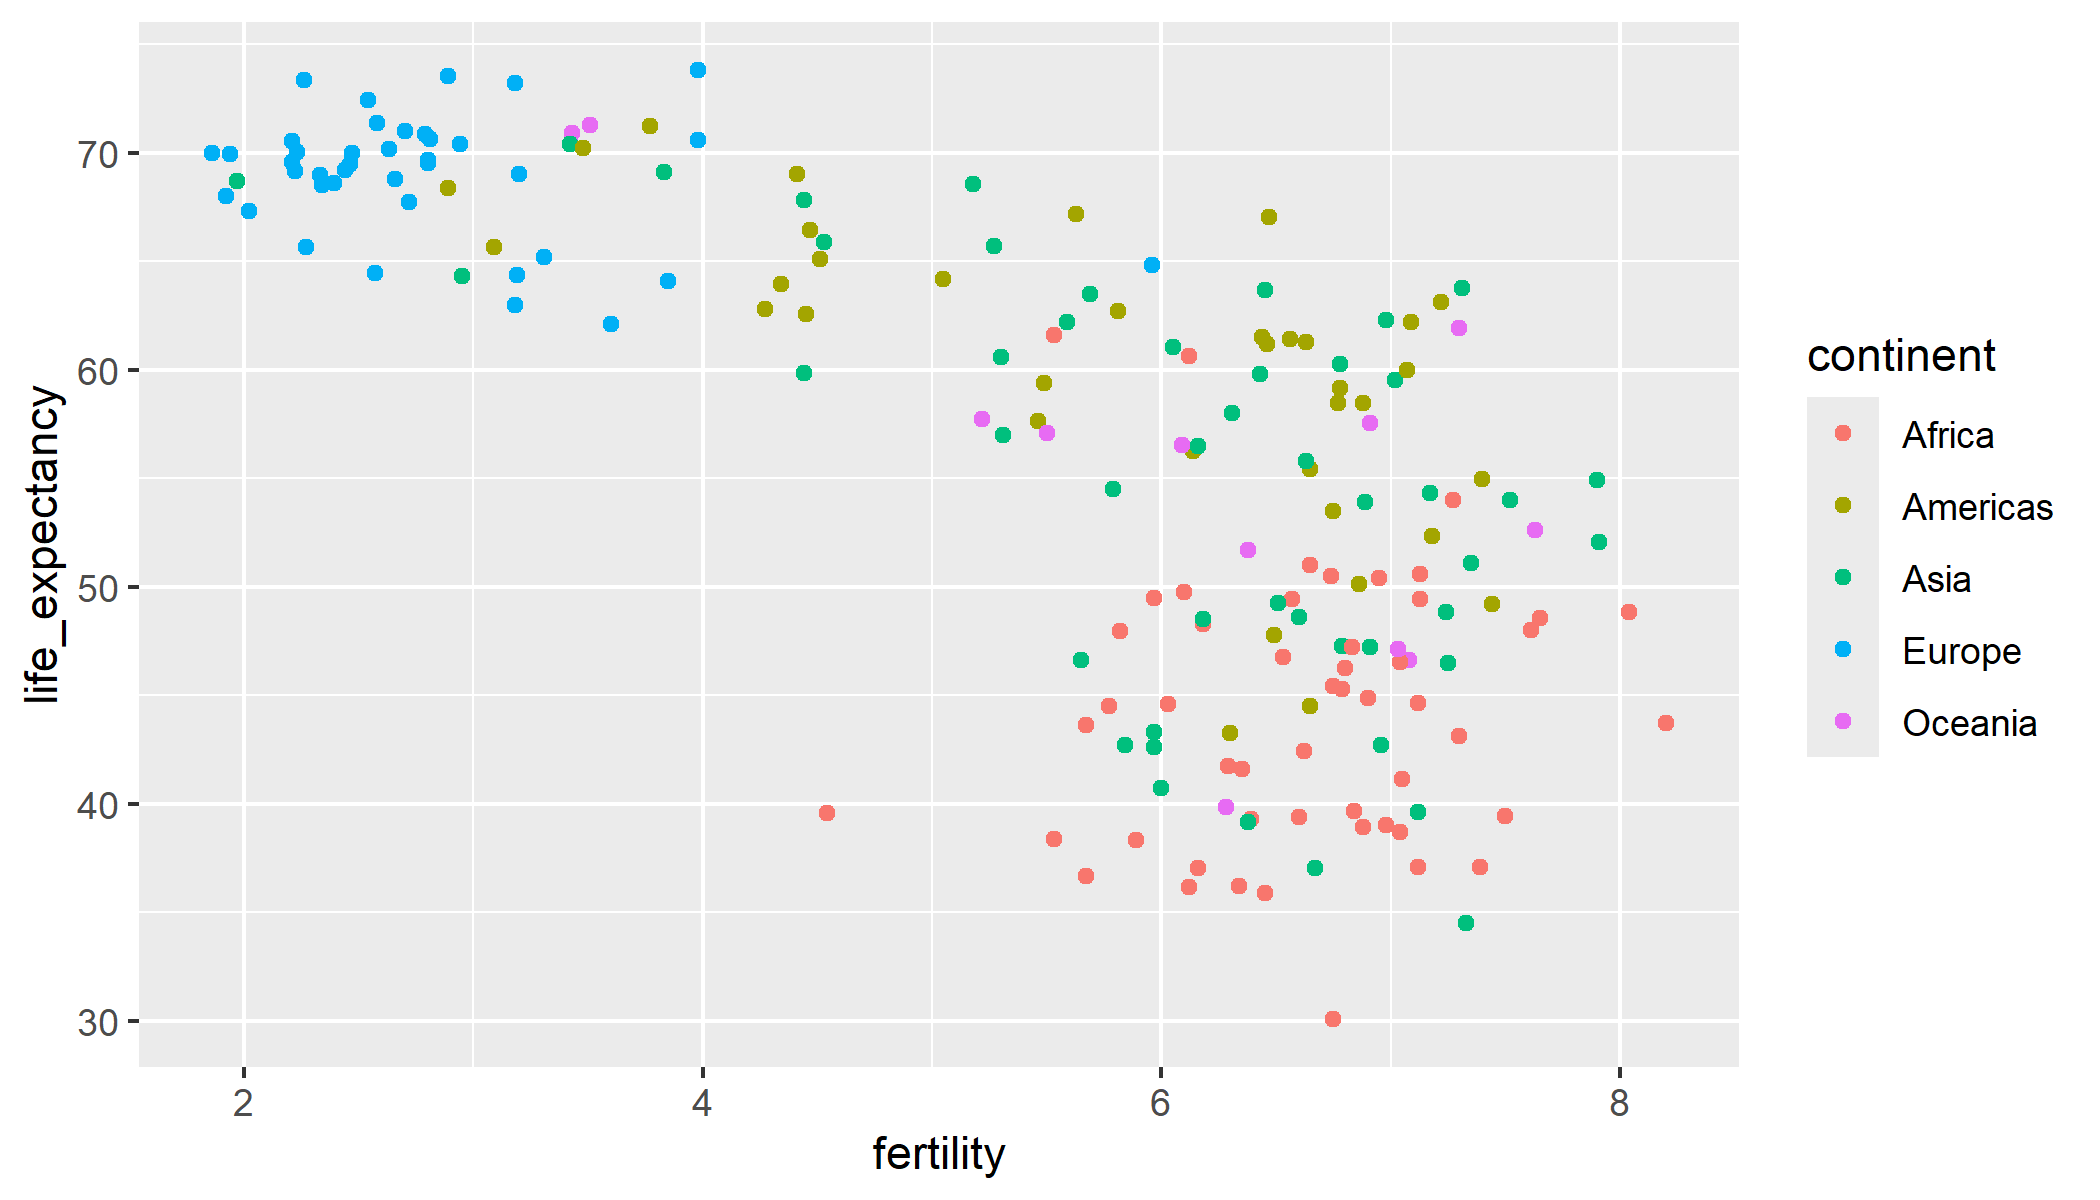 70
60
50
40
30
life_expectancy
2
4
6
8
fertility
continent
Africa
Americas
Asia
Europe
Oceania